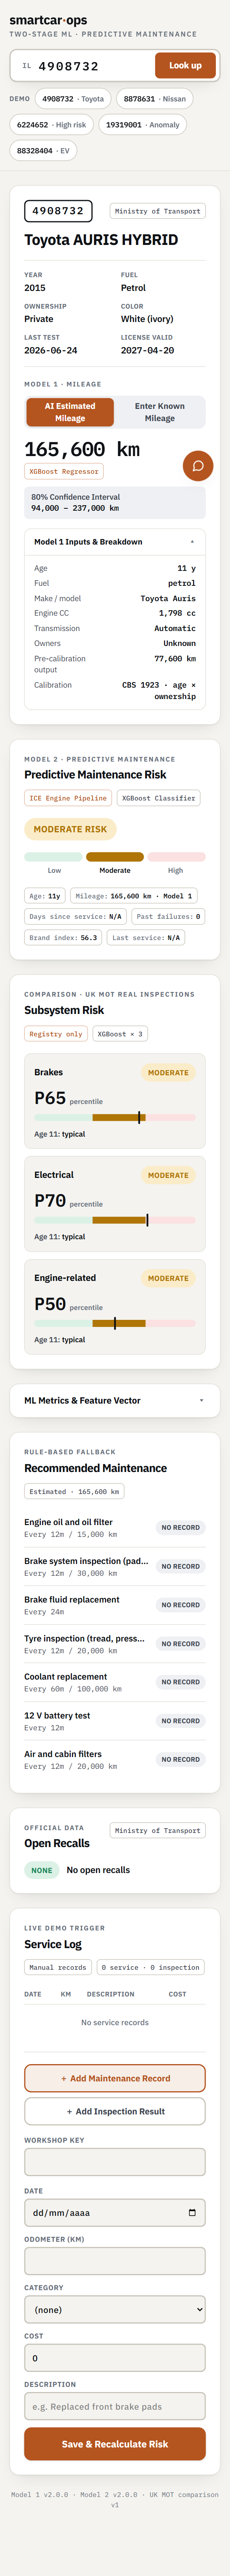 smartcar·ops
TWO-STAGE ML · PREDICTIVE MAINTENANCE
IL 4908732 Look up
DEMO 4908732 · Toyota 8878631 · Nissan
6224652 · High risk 19319001 · Anomaly
88328404 · EV
4908732 Ministry of Transport
Toyota AURIS HYBRID
YEAR FUEL
2015 Petrol
OWNERSHIP COLOR
Private White (ivory)
LAST TEST LICENSE VALID
2026-06-24 2027-04-20
MODEL 1 · MILEAGE
AI Estimated Mileage Enter Known Mileage
165,600 km
XGBoost Regressor
80% Confidence Interval
94,000 – 237,000 km
Model 1 Inputs & Breakdown
Age 11 y
Fuel petrol
Make / model Toyota Auris
Engine CC 1,798 cc
Transmission Automatic
Owners Unknown
Pre-calibration output 77,600 km
Calibration CBS 1923 · age × ownership
MODEL 2 · PREDICTIVE MAINTENANCE
Predictive Maintenance Risk
ICE Engine Pipeline XGBoost Classifier
MODERATE RISK
Low Moderate High
Age: 11y Mileage: 165,600 km · Model 1
Days since service: N/A Past failures: 0
Brand index: 56.3 Last service: N/A
COMPARISON · UK MOT REAL INSPECTIONS
Subsystem Risk
Registry only XGBoost × 3
Brakes MODERATE
P65 percentile
Age 11: typical
Electrical MODERATE
P70 percentile
Age 11: typical
Engine-related MODERATE
P50 percentile
Age 11: typical
ML Metrics & Feature Vector
RULE-BASED FALLBACK
Recommended Maintenance
Estimated · 165,600 km
Engine oil and oil filter NO RECORD
Every 12m / 15,000 km
Brake system inspection (pad... NO RECORD
Every 12m / 30,000 km
Brake fluid replacement NO RECORD
Every 24m
Tyre inspection (tread, press... NO RECORD
Every 12m / 20,000 km
Coolant replacement NO RECORD
Every 60m / 100,000 km
12 V battery test NO RECORD
Every 12m
Air and cabin filters NO RECORD
Every 12m / 20,000 km
OFFICIAL DATA Ministry of Transport
Open Recalls
NONE No open recalls
LIVE DEMO TRIGGER
Service Log
Manual records 0 service · 0 inspection
DATE KM DESCRIPTION COST
No service records
+ Add Maintenance Record
+ Add Inspection Result
WORKSHOP KEY
DATE
dd/mm/aaaa
ODOMETER (KM)
CATEGORY
(none)
COST
0
DESCRIPTION
e.g. Replaced front brake pads
Save & Recalculate Risk
Model 1 v2.0.0 · Model 2 v2.0.0 · UK MOT comparison
v1